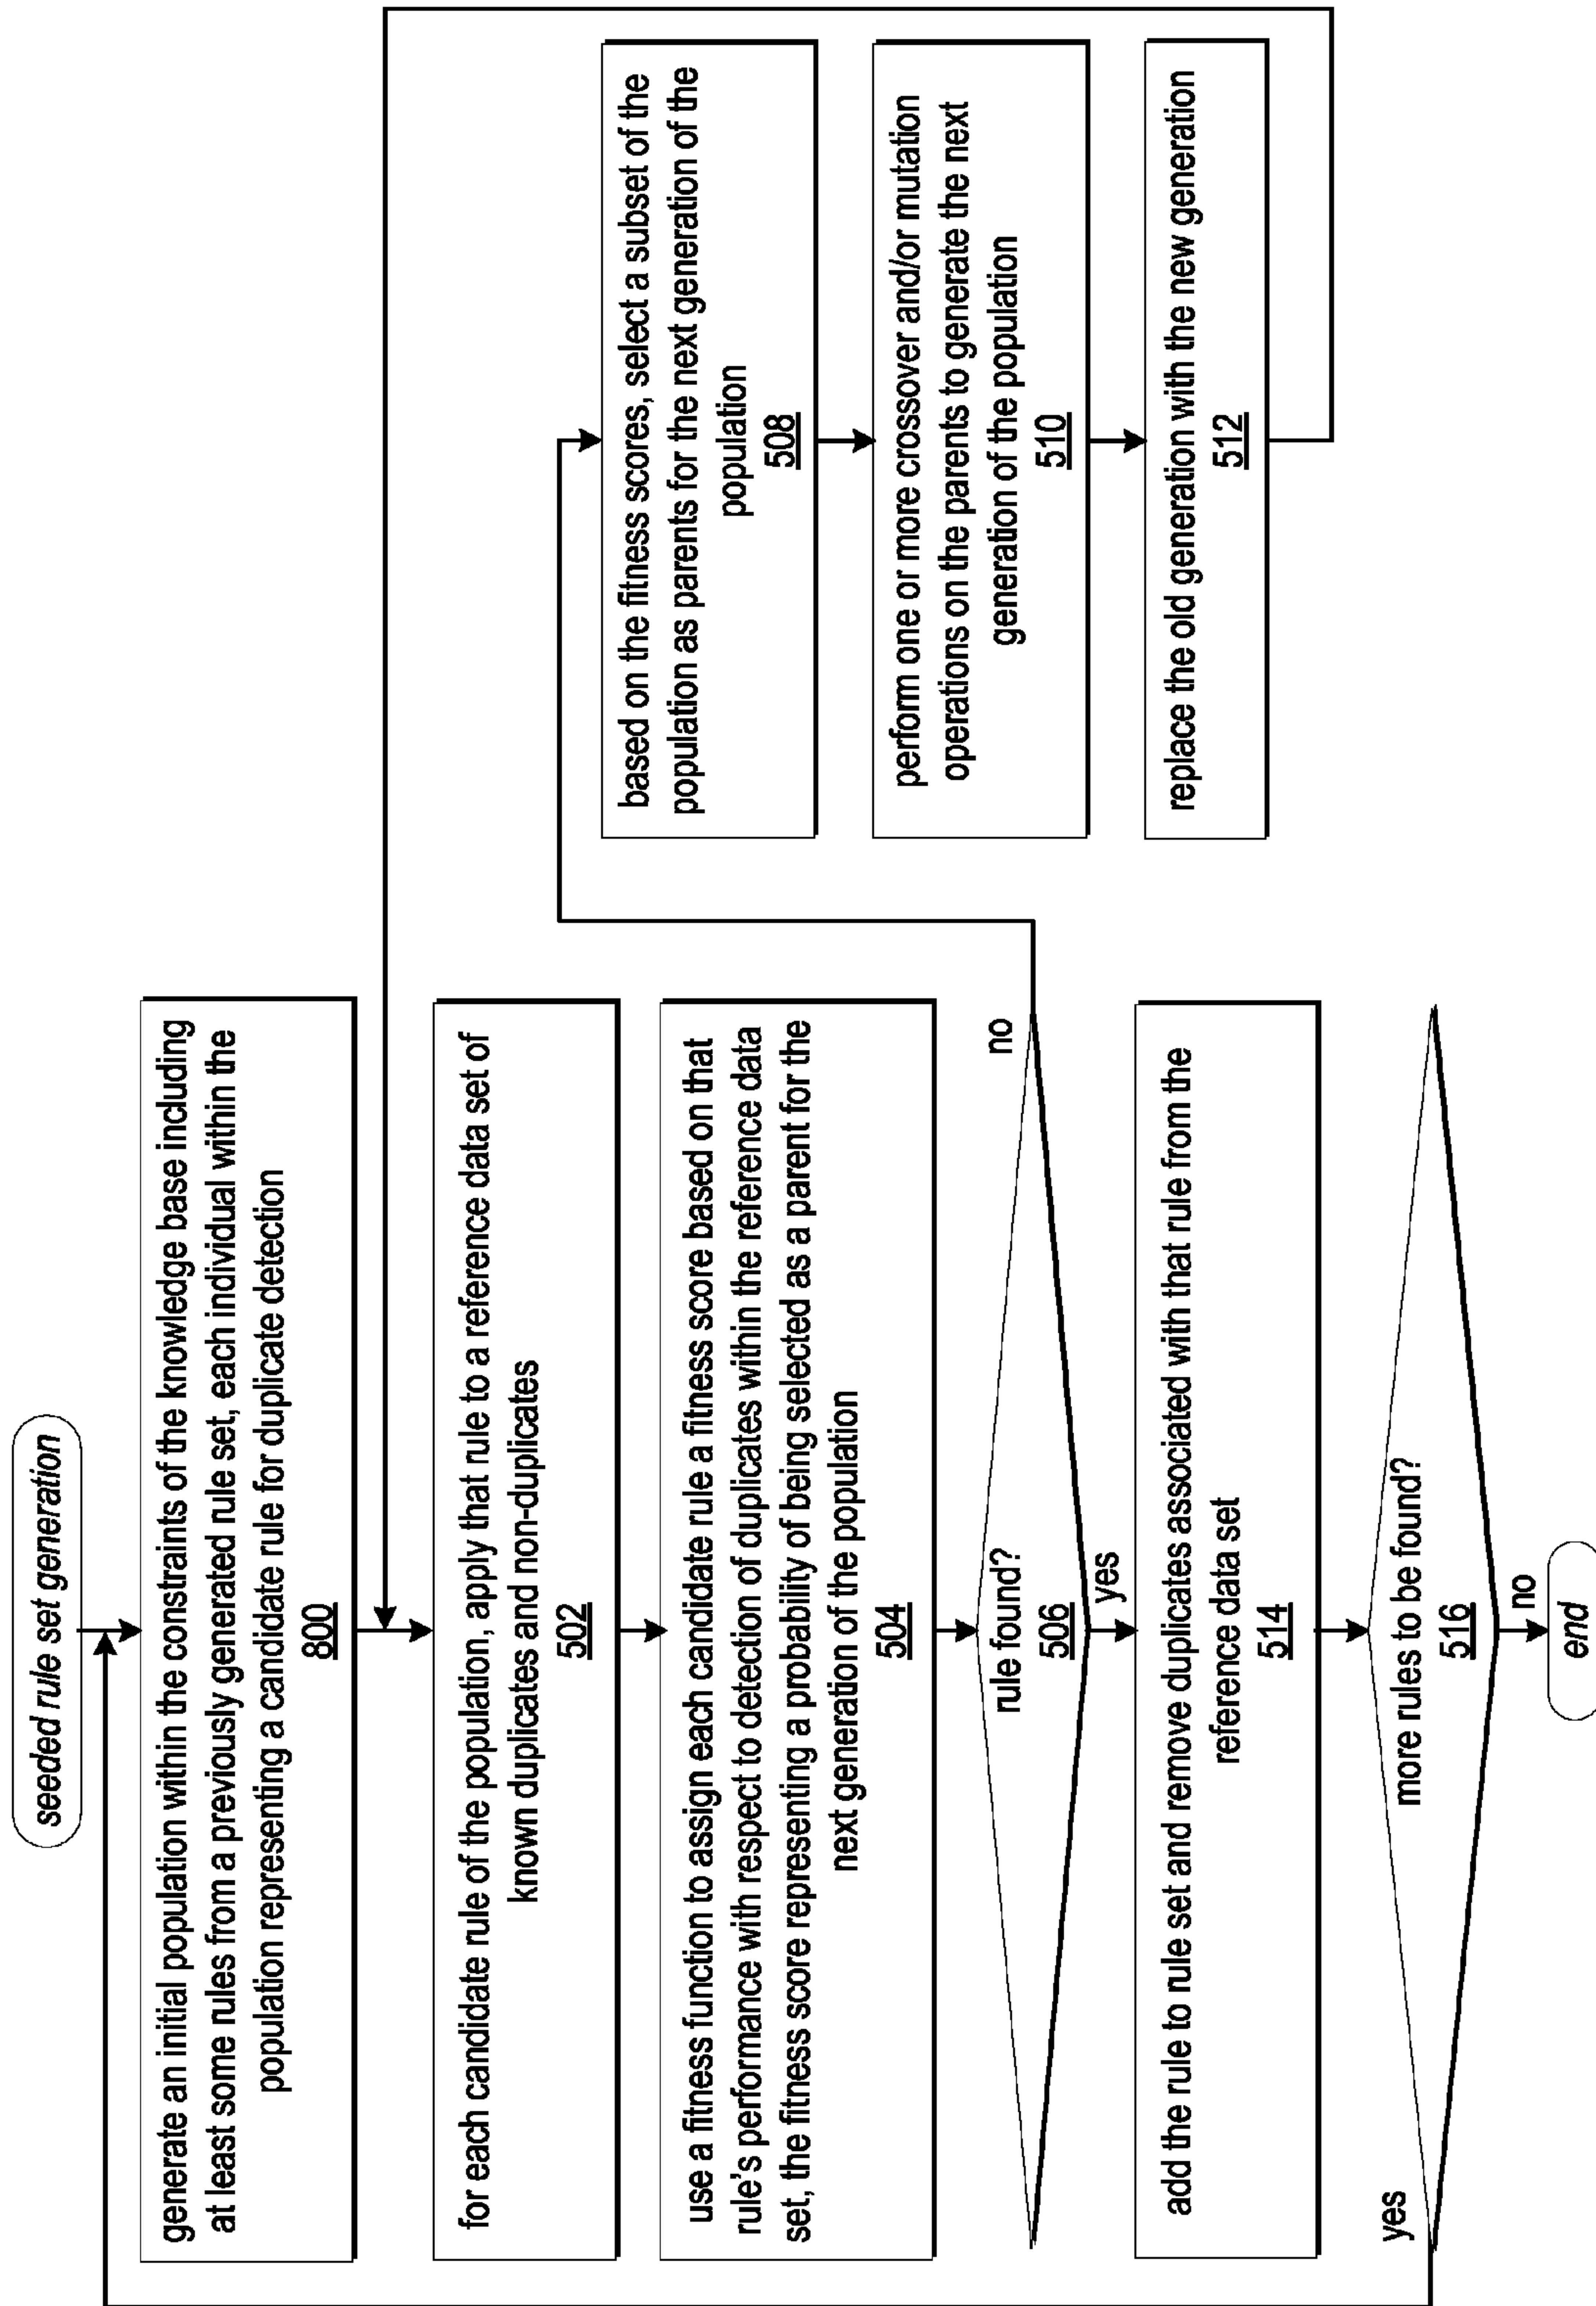 seeded rule set generation
generate an initial population within the constraints of the knowledge base including
at least some rules from a previously generated rule set, each individual within the
population representing a candidate rule for duplicate detection
800
for each candidate rule of the population, apply that rule to a reference data set of
known duplicates and non-duplicates
502
use a fitness function to assign each candidate rule a fitness score based on that
rule's performance with respect to detection of duplicates within the reference data
set, the fitness score representing a probability of being selected as a parent for the
next generation of the population
504
rule found?
506
no
yes
based on the fitness scores, select a subset of the
population as parents for the next generation of the
population
508
perform one or more crossover and/or mutation
operations on the parents to generate the next
generation of the population
510
replace the old generation with the new generation
512
add the rule to rule set and remove duplicates associated with that rule from the
reference data set
514
more rules to be found?
516
yes
no
end